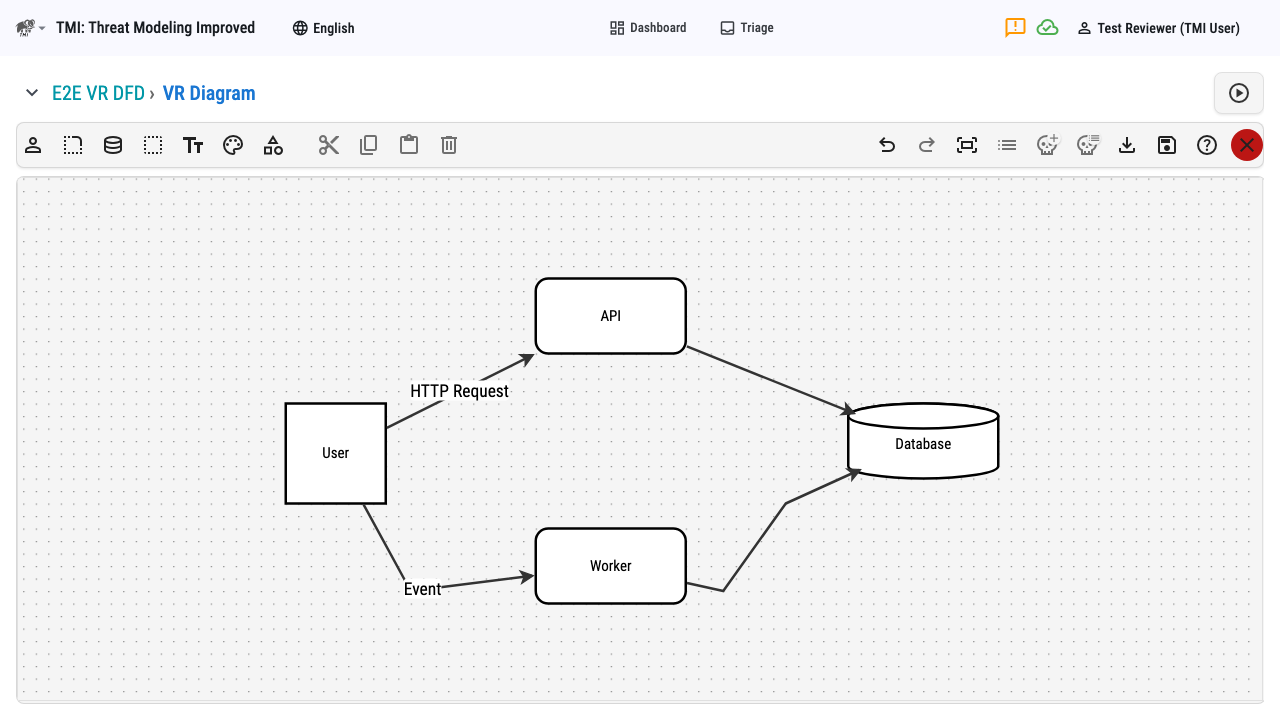 TMI: Threat Modeling Improved
English
Dashboard
Triage
Test Reviewer (TMI User)
E2E VR DFD › VR Diagram
Tt
API
HTTP Request
User
Database
Worker
Event